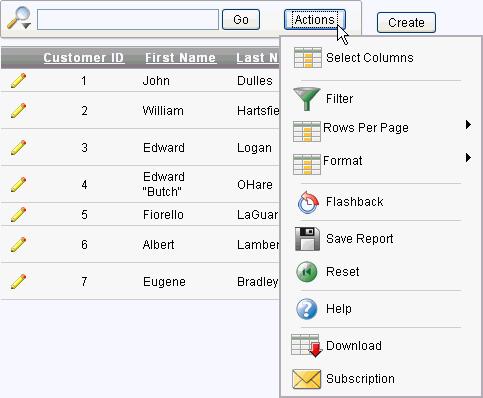 Go Actions Create
Customer ID First Name Last N
Select Columns
1 John Dulles
Filter
2 William Hartsfie
Rows Per Page
3 Edward Logan
Format
4 Edward "Butch" OHare
Flashback
5 Fiorello LaGuar
6 Albert Lamber
Save Report
Reset
7 Eugene Bradley
Help
Download
Subscription